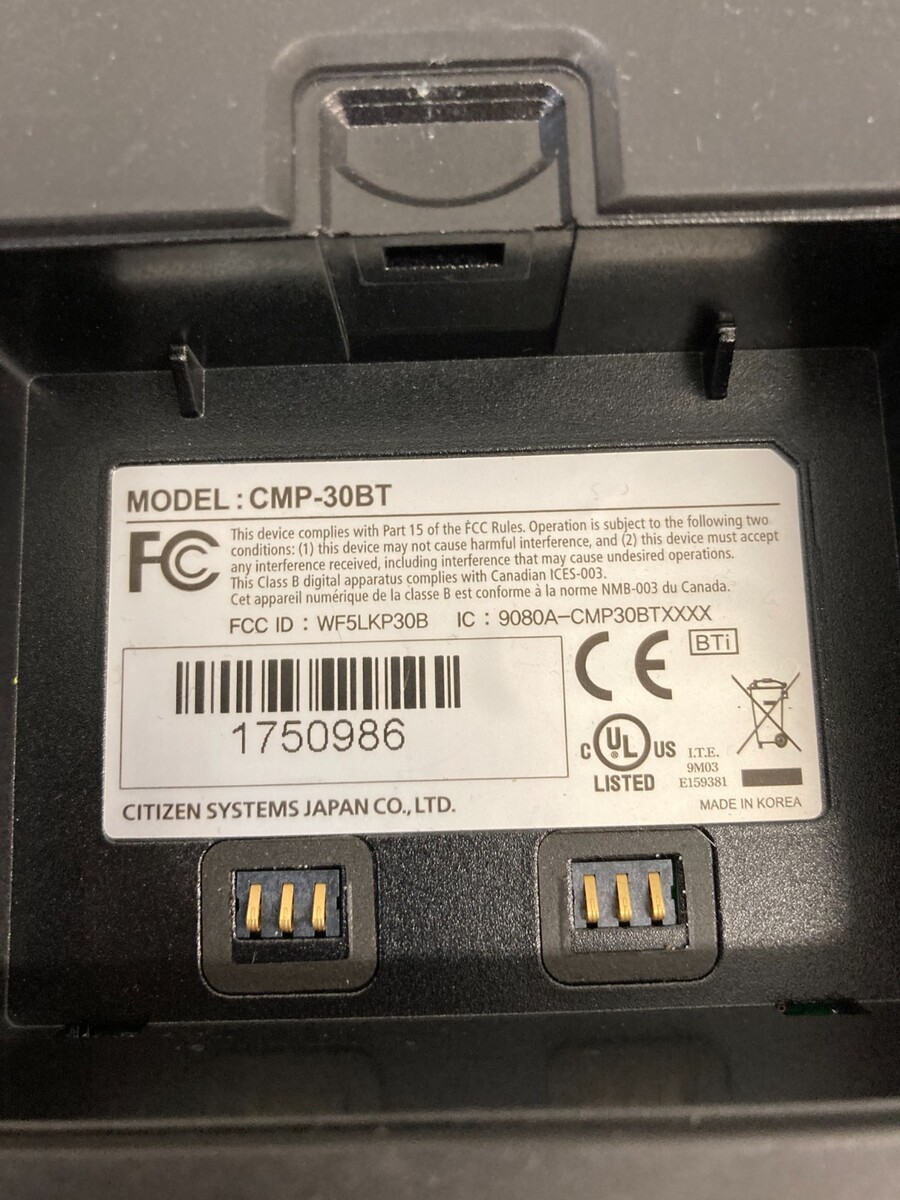 MODEL : CMP-30BT
FC This device complies with Part 15 of the FCC Rules. Operation is subject to the following two
conditions: (1) this device may not cause harmful interference, and (2) this device must accept
any interference received, including interference that may cause undesired operations.
This Class B digital apparatus complies with Canadian ICES-003.
Cet appareil numérique de la classe B est conforme à la norme NMB-003 du Canada.
FCC ID : WF5LKP30B IC : 9080A-CMP30BTXXXX
CE BTi
1750986
C UL US
LISTED
I.T.E.
9M03
E159381
CITIZEN SYSTEMS JAPAN CO., LTD.
MADE IN KOREA